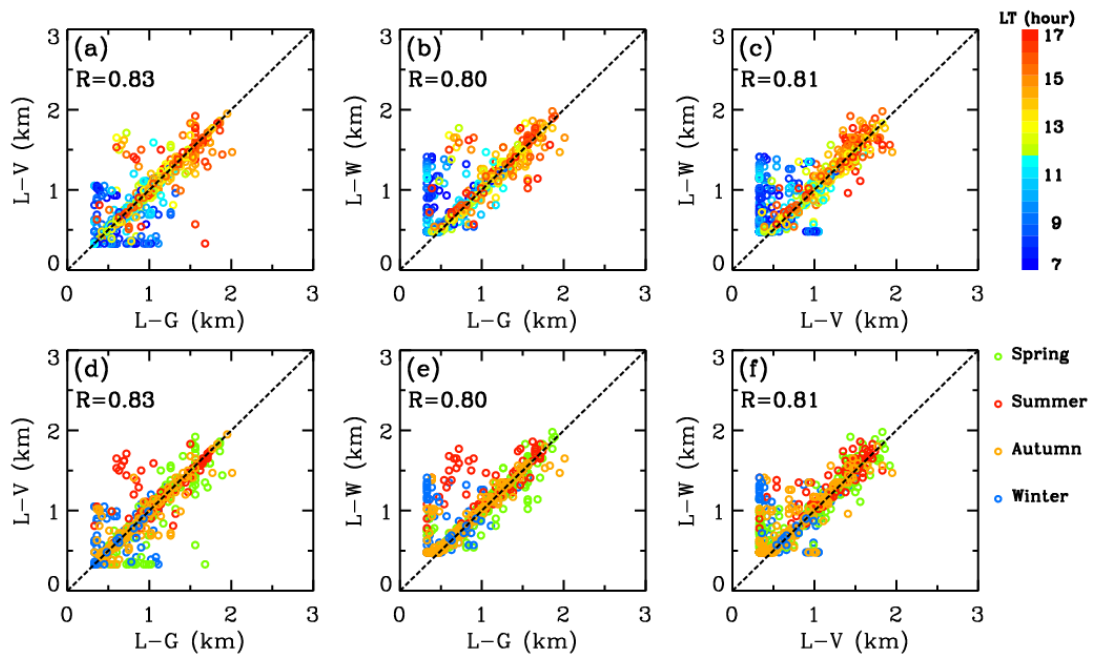 LT (hour)
17
15
13
11
9
7
(a)
R=0.83
3
2
1
0
L−V (km)
0 1 2 3
L−G (km)
(b)
R=0.80
3
2
1
0
L−W (km)
0 1 2 3
L−G (km)
(c)
R=0.81
3
2
1
0
L−W (km)
0 1 2 3
L−V (km)
(d)
R=0.83
3
2
1
0
L−V (km)
0 1 2 3
L−G (km)
(e)
R=0.80
3
2
1
0
L−W (km)
0 1 2 3
L−G (km)
(f)
R=0.81
3
2
1
0
L−W (km)
0 1 2 3
L−V (km)
Spring
Summer
Autumn
Winter